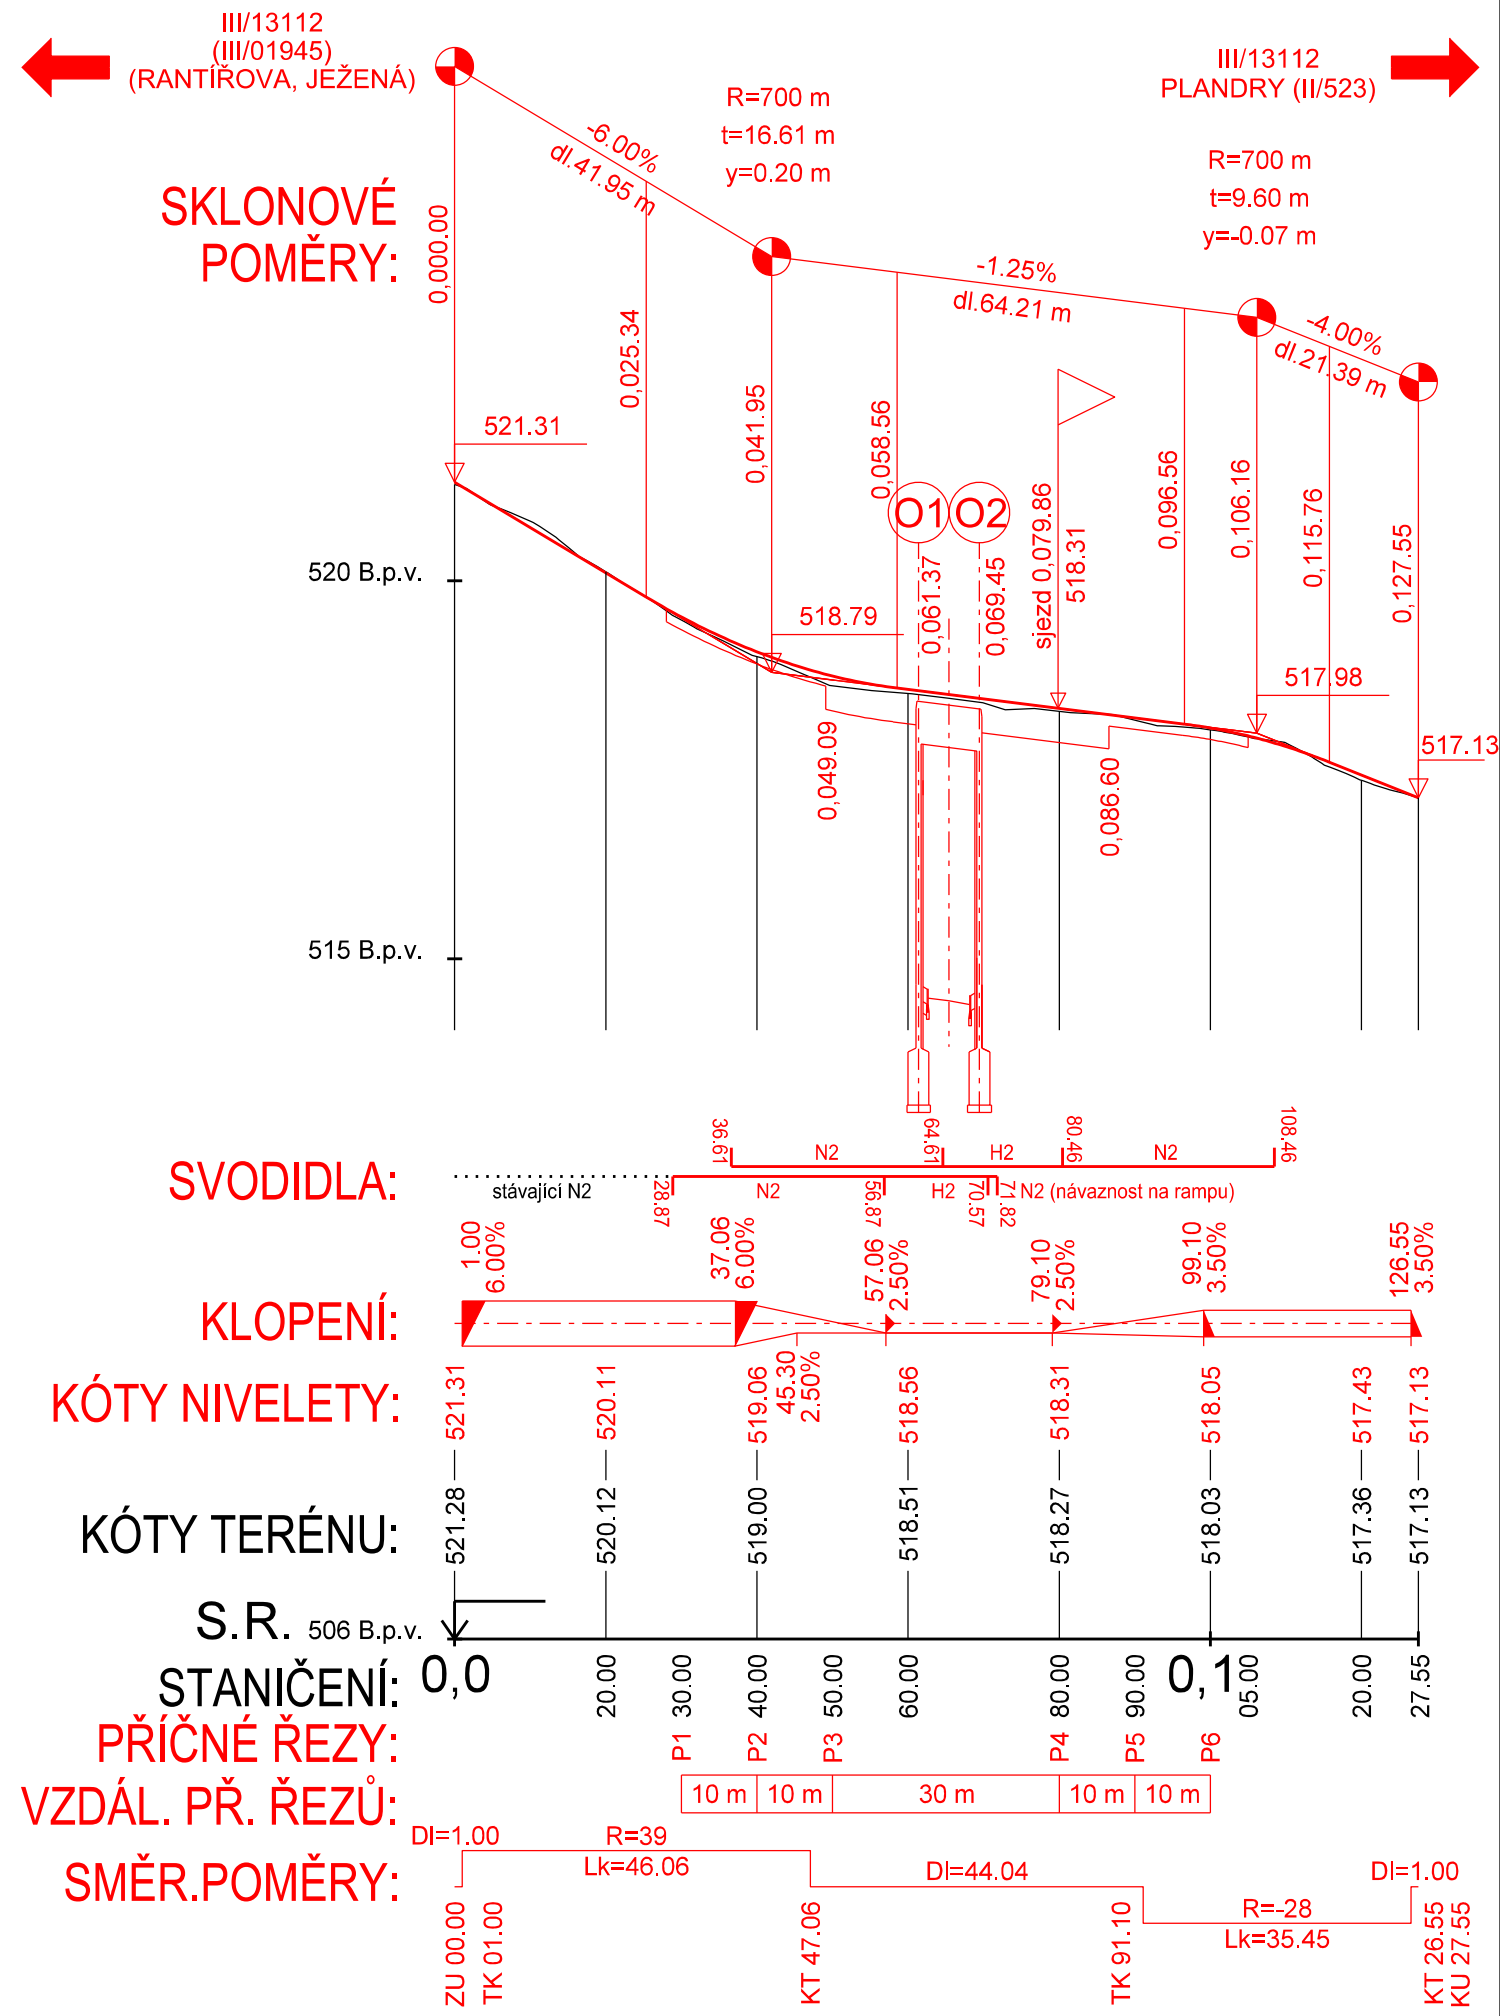 III/13112
(III/01945)
(RANTÍŘOVA, JEŽENÁ)
III/13112
PLANDRY (II/523)
R=700 m
t=16.61 m
y=0.20 m
R=700 m
t=9.60 m
y=-0.07 m
SKLONOVÉ
POMĚRY:
-6.00%
dl.41.95 m
-1.25%
dl.64.21 m
-4.00%
dl.21.39 m
0,000.00
0,025.34
0,041.95
0,058.56
0,096.56
0,106.16
0,115.76
0,127.55
521.31
O1
O2
0,061.37
0,069.45
sjezd 0,079.86
518.31
520 B.p.v.
518.79
517.98
517.13
0,049.09
0,086.60
515 B.p.v.
SVODIDLA:
36.61
N2
64.61
H2
80.46
N2
108.46
stávající N2
28.87
N2
56.87
H2
70.57
71.82
N2 (návaznost na rampu)
KLOPENÍ:
1.00
6.00%
37.06
6.00%
57.06
2.50%
79.10
2.50%
99.10
3.50%
126.55
3.50%
45.30
2.50%
KÓTY NIVELETY:
521.31
520.11
519.06
518.56
518.31
518.05
517.43
517.13
KÓTY TERÉNU:
521.28
520.12
519.00
518.51
518.27
518.03
517.36
517.13
S.R. 506 B.p.v.
STANIČENÍ:
0,0
20.00
30.00
40.00
50.00
60.00
80.00
90.00
0,1
05.00
20.00
27.55
PŘÍČNÉ ŘEZY:
P1
P2
P3
P4
P5
P6
VZDÁL. PŘ. ŘEZŮ:
10 m
10 m
30 m
10 m
10 m
SMĚR.POMĚRY:
Dl=1.00
R=39
Lk=46.06
Dl=44.04
R=-28
Lk=35.45
Dl=1.00
ZU 00.00
TK 01.00
KT 47.06
TK 91.10
KT 26.55
KU 27.55